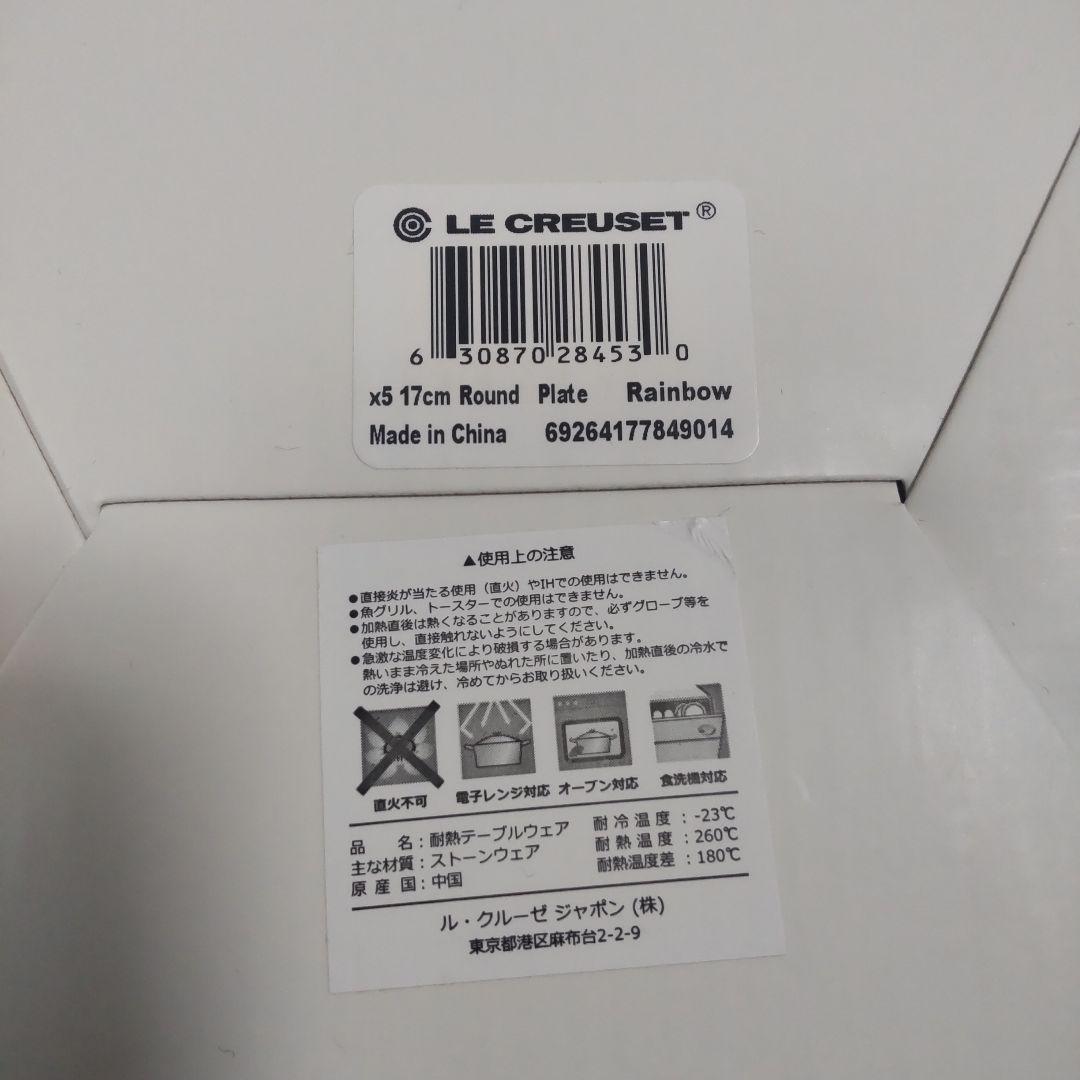 LE CREUSET®
6 30870 28453 0
x5 17cm Round Plate Rainbow
Made in China 69264177849014
▲使用上の注意
●直接炎が当たる使用（直火）やIHでの使用はできません。
●魚グリル、トースターでの使用はできません。
●加熱直後は熱くなることがありますので、必ずグローブ等を
使用し、直接触れないようにしてください。
●急激な温度変化により破損する場合があります。
熱いまま冷えた場所やぬれた所に置いたり、加熱直後の冷水で
の洗浄は避け、冷めてからお取り扱いください。
直火不可 電子レンジ対応 オーブン対応 食洗機対応
品名：耐熱テーブルウェア 耐冷温度：-23℃
主な材質：ストーンウェア 耐熱温度：260℃
原産国：中国 耐熱温度差：180℃
ル・クルーゼ ジャポン (株)
東京都港区麻布台2-2-9